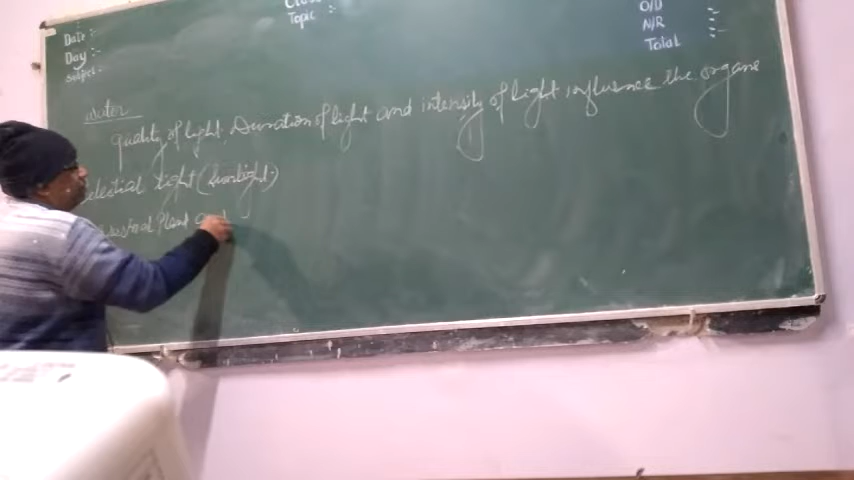 Topic :-
O/D :-
N/R :-
Total :-
Date :-
Day :-
Subject :-
water
quality of light, Duration of light and intensity of light influence the organs
light (sunlight)
Plant